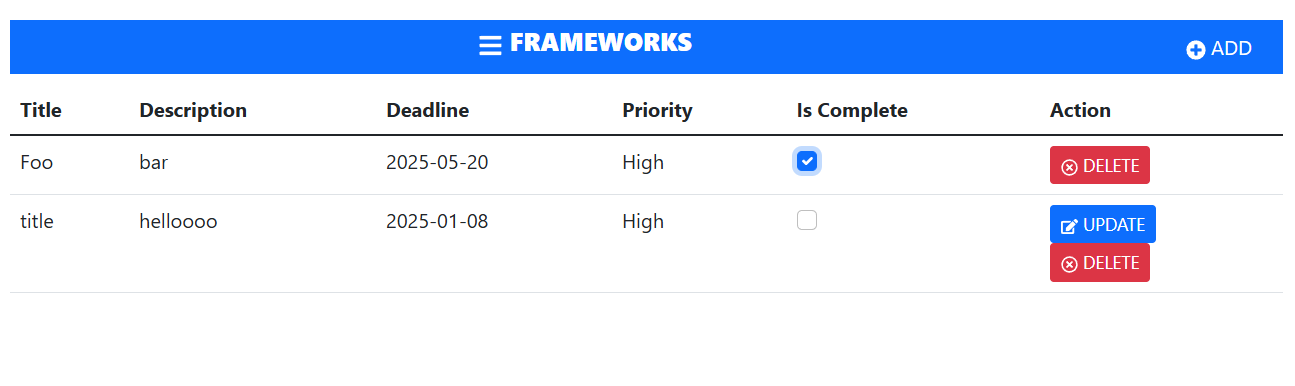 FRAMEWORKS
ADD
Title Description Deadline Priority Is Complete Action
Foo bar 2025-05-20 High DELETE
title helloooo 2025-01-08 High UPDATE
DELETE